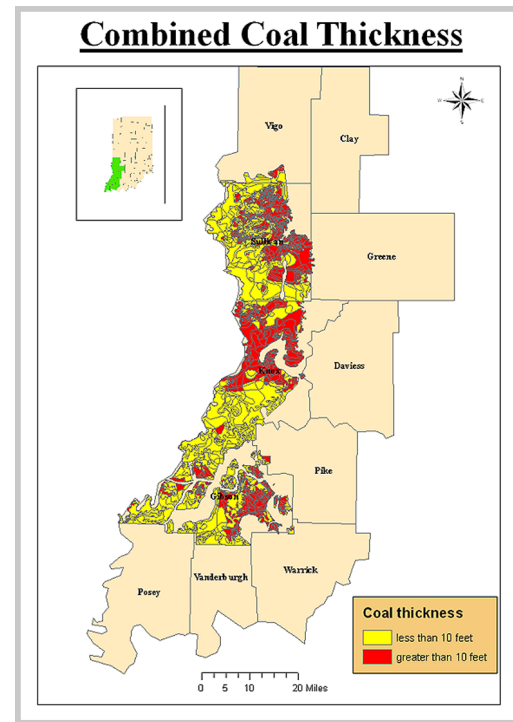 Combined Coal Thickness
N
W
E
S
Vigo
Clay
Sullivan
Greene
Knox
Daviess
Pike
Gibson
Posey
Vanderburgh
Warrick
Coal thickness
less than 10 feet
greater than 10 feet
0 5 10 20 Miles